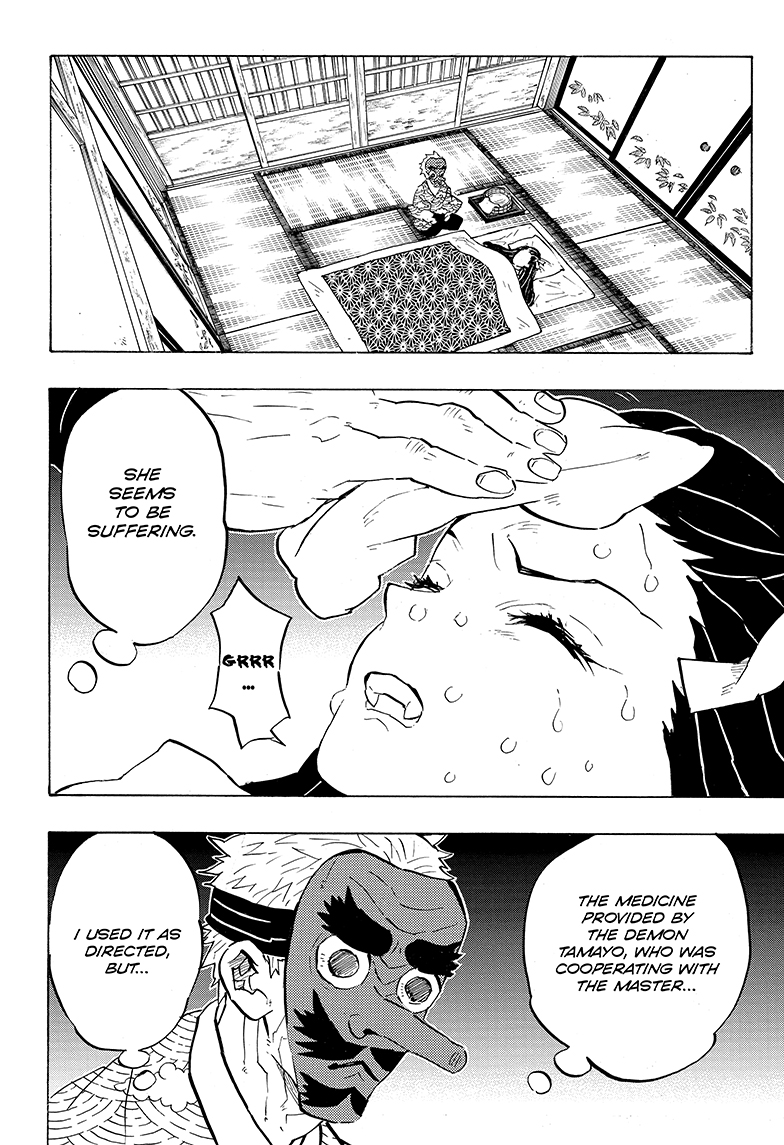 SHE
SEEMS
TO BE
SUFFERING.
GRRR
...
THE MEDICINE
PROVIDED BY
THE DEMON
TAMAYO, WHO WAS
COOPERATING WITH
THE MASTER...
I USED IT AS
DIRECTED,
BUT...